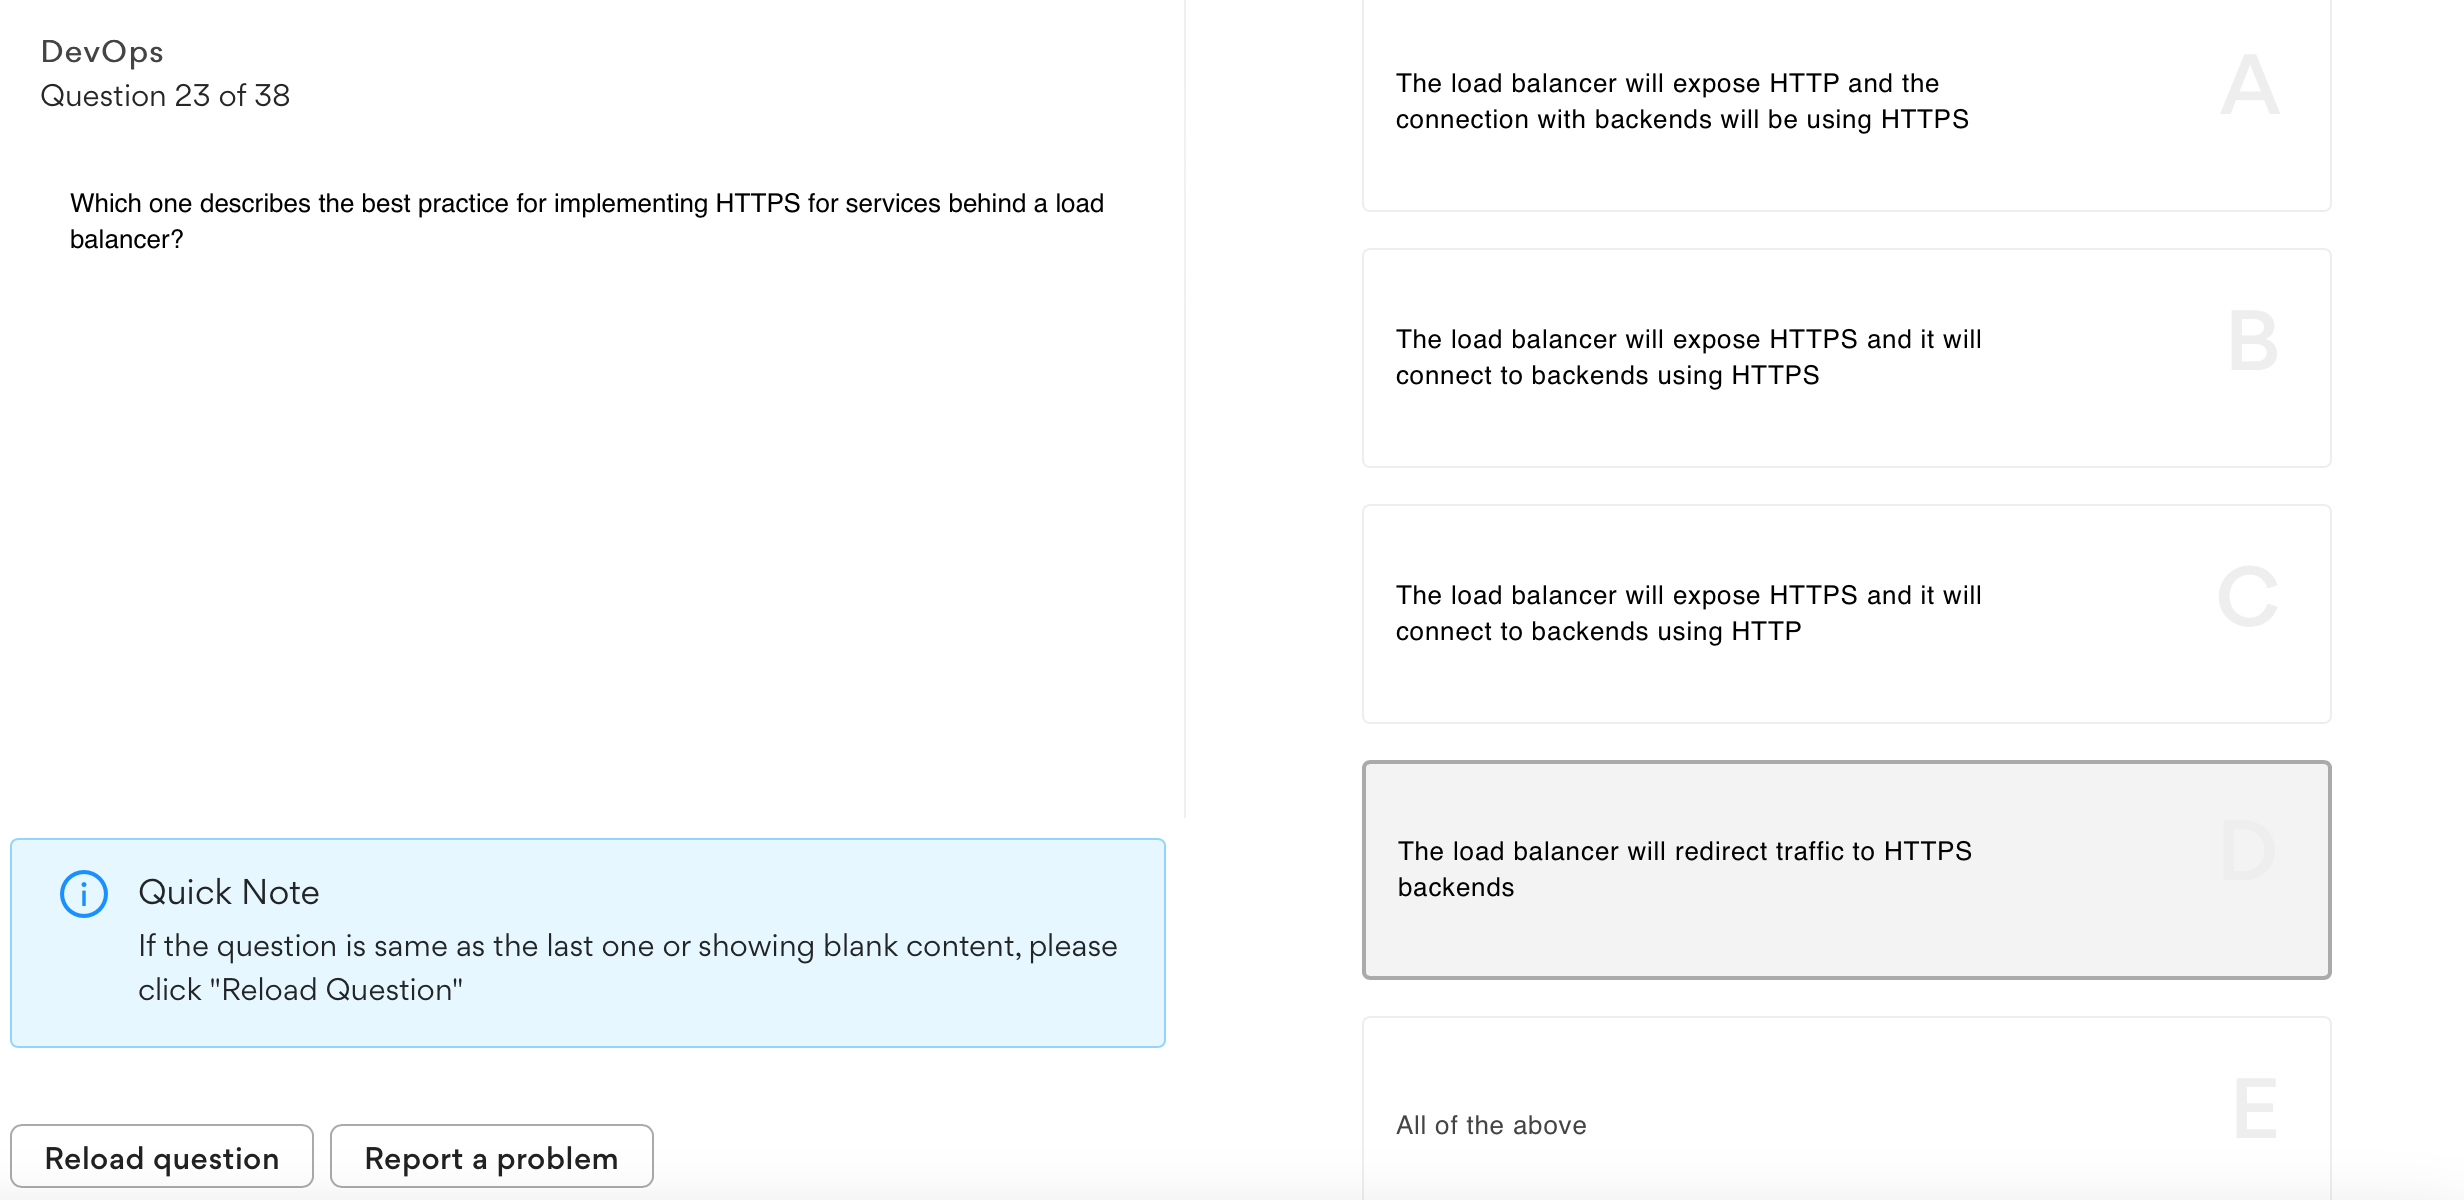 DevOps
Question 23 of 38
Which one describes the best practice for implementing HTTPS for services behind a load
balancer?
Quick Note
If the question is same as the last one or showing blank content, please
click "Reload Question"
Reload question
Report a problem
The load balancer will expose HTTP and the
connection with backends will be using HTTPS
A
The load balancer will expose HTTPS and it will
connect to backends using HTTPS
B
The load balancer will expose HTTPS and it will
connect to backends using HTTP
C
The load balancer will redirect traffic to HTTPS
backends
D
All of the above
E